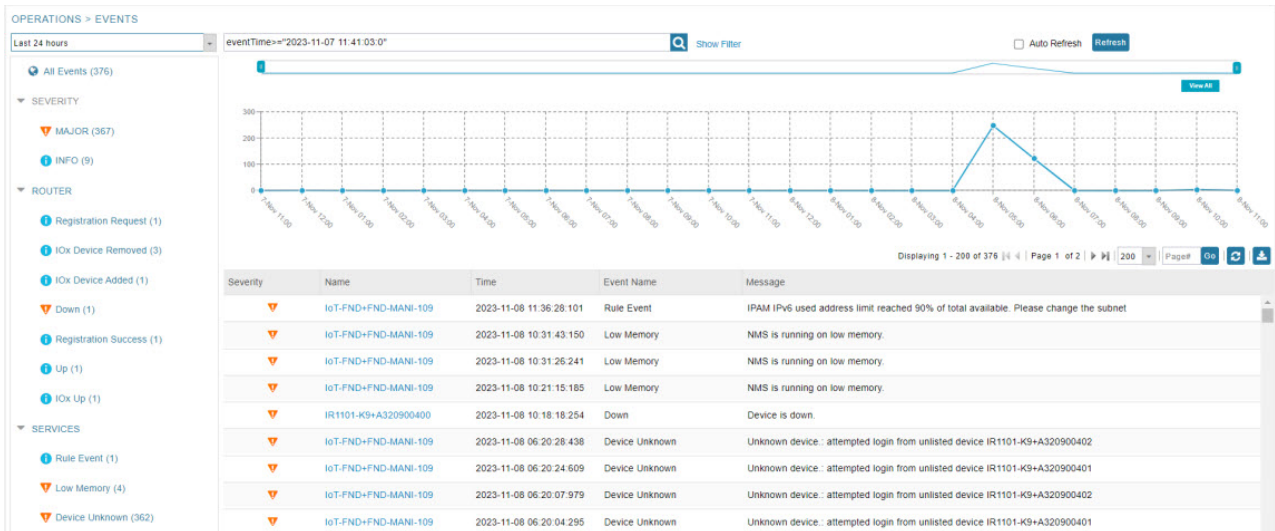 OPERATIONS > EVENTS
Last 24 hours
eventTime>="2023-11-07 11:41:03:0"
Show Filter
Auto Refresh
Refresh
All Events (376)
SEVERITY
MAJOR (367)
INFO (9)
ROUTER
Registration Request (1)
IOx Device Removed (3)
IOx Device Added (1)
Down (1)
Registration Success (1)
Up (1)
IOx Up (1)
SERVICES
Rule Event (1)
Low Memory (4)
Device Unknown (362)
View All
300
200
100
0
7-Nov 11:00
7-Nov 12:00
7-Nov 01:00
7-Nov 02:00
7-Nov 03:00
7-Nov 04:00
7-Nov 05:00
7-Nov 06:00
7-Nov 07:00
7-Nov 08:00
7-Nov 09:00
7-Nov 10:00
7-Nov 11:00
8-Nov 12:00
8-Nov 01:00
8-Nov 02:00
8-Nov 03:00
8-Nov 04:00
8-Nov 05:00
8-Nov 06:00
8-Nov 07:00
8-Nov 08:00
8-Nov 09:00
8-Nov 10:00
8-Nov 11:00
Displaying 1 - 200 of 376 | Page 1 of 2 | 200 Page# Go
Severity Name Time Event Name Message
IoT-FND+FND-MANI-109 2023-11-08 11:36:28:101 Rule Event IPAM IPv6 used address limit reached 90% of total available. Please change the subnet
IoT-FND+FND-MANI-109 2023-11-08 10:31:43:150 Low Memory NMS is running on low memory.
IoT-FND+FND-MANI-109 2023-11-08 10:31:26:241 Low Memory NMS is running on low memory.
IoT-FND+FND-MANI-109 2023-11-08 10:21:15:185 Low Memory NMS is running on low memory.
IR1101-K9+A320900400 2023-11-08 10:18:18:254 Down Device is down.
IoT-FND+FND-MANI-109 2023-11-08 06:20:28:438 Device Unknown Unknown device.: attempted login from unlisted device IR1101-K9+A320900402
IoT-FND+FND-MANI-109 2023-11-08 06:20:24:609 Device Unknown Unknown device.: attempted login from unlisted device IR1101-K9+A320900401
IoT-FND+FND-MANI-109 2023-11-08 06:20:07:979 Device Unknown Unknown device.: attempted login from unlisted device IR1101-K9+A320900402
IoT-FND+FND-MANI-109 2023-11-08 06:20:04:295 Device Unknown Unknown device.: attempted login from unlisted device IR1101-K9+A320900401